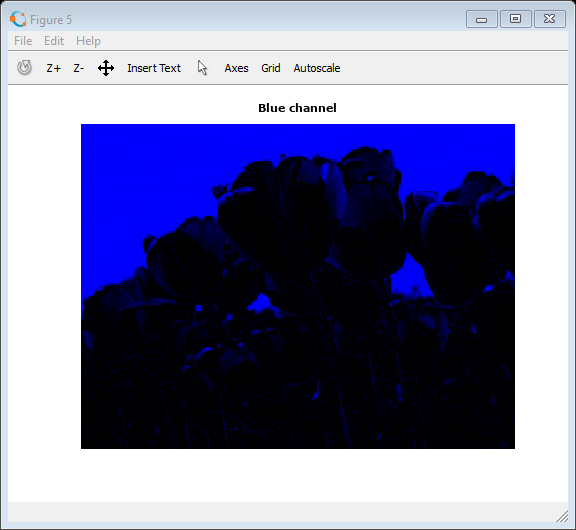 Figure 5
File Edit Help
Z+ Z- Insert Text Axes Grid Autoscale
Blue channel